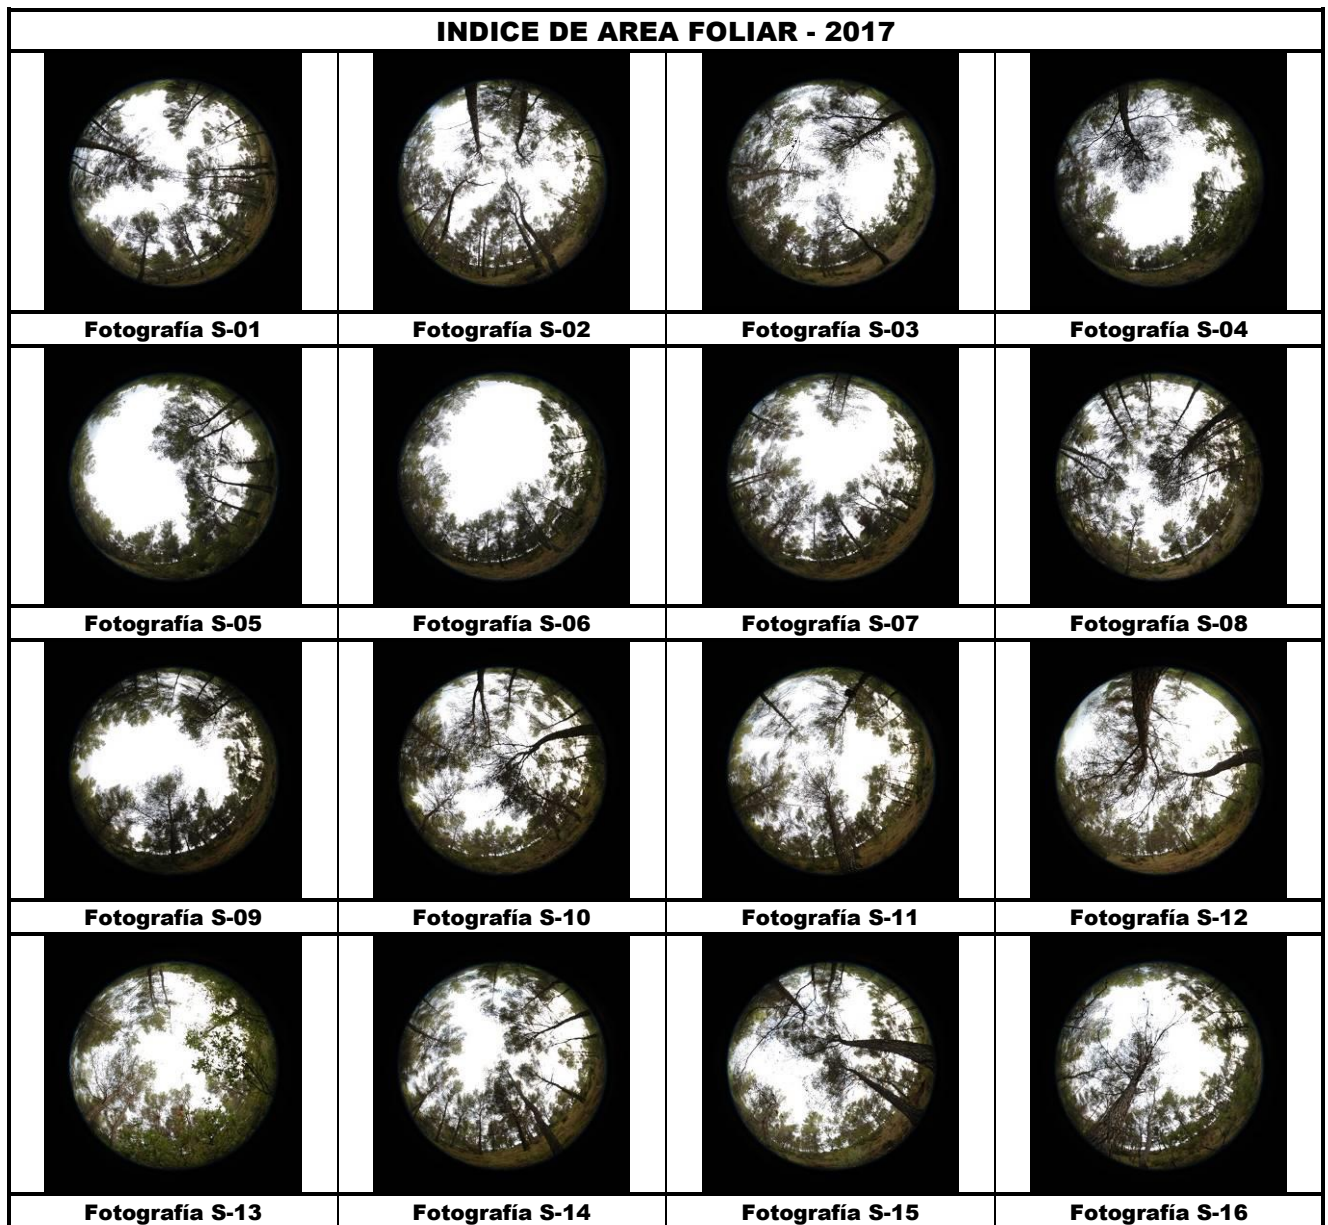 INDICE DE AREA FOLIAR - 2017
Fotografía S-01 Fotografía S-02 Fotografía S-03 Fotografía S-04
Fotografía S-05 Fotografía S-06 Fotografía S-07 Fotografía S-08
Fotografía S-09 Fotografía S-10 Fotografía S-11 Fotografía S-12
Fotografía S-13 Fotografía S-14 Fotografía S-15 Fotografía S-16